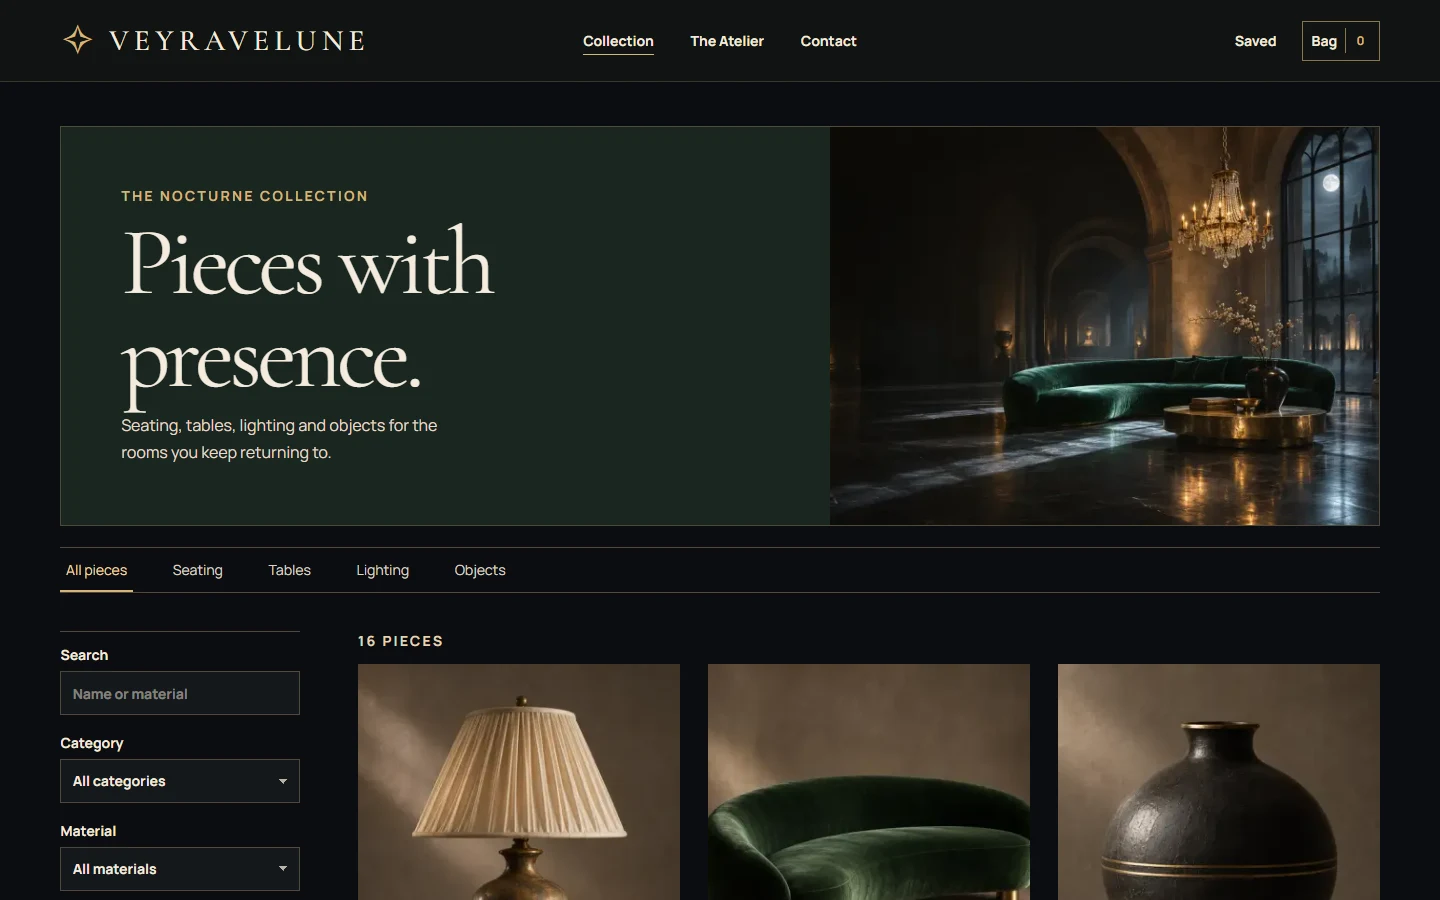 VEYRAVELUNE
Collection
The Atelier
Contact
Saved
Bag 0
THE NOCTURNE COLLECTION
Pieces with
presence.
Seating, tables, lighting and objects for the
rooms you keep returning to.
All pieces
Seating
Tables
Lighting
Objects
Search
Name or material
Category
All categories
Material
All materials
16 PIECES